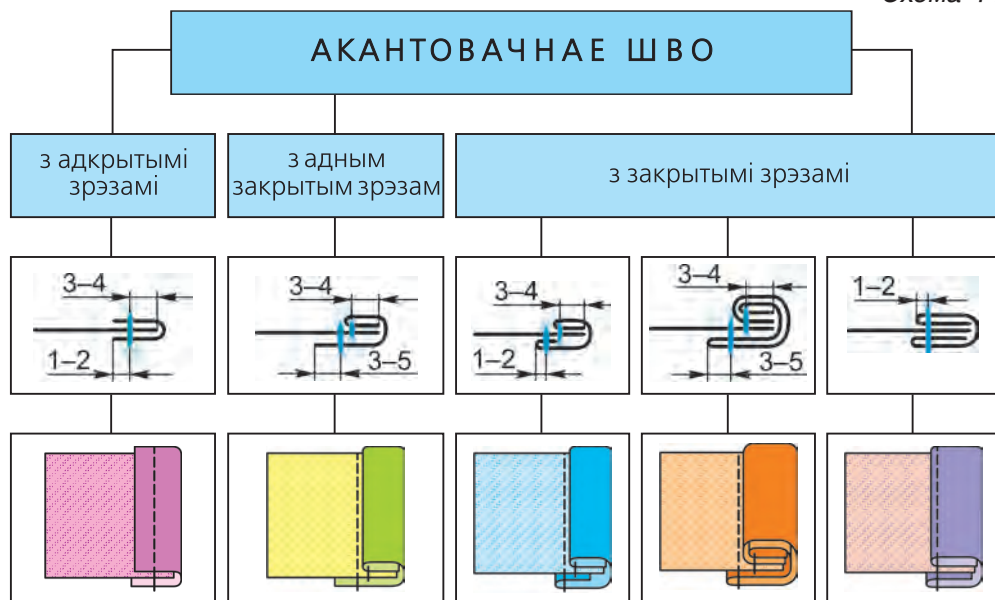 АКАНТОВАЧНАЕ ШВО
з адкрытымі
зрэзамі
з адным
закрытым зрэзам
з закрытымі зрэзамі
3–4
1–2
3–4
3–5
3–4
1–2
3–4
3–5
1–2